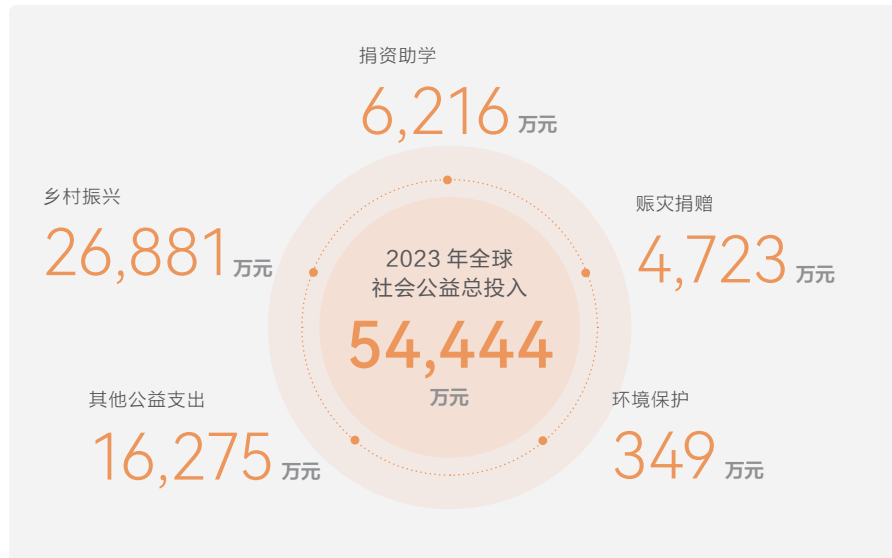 捐资助学
6,216 万元
乡村振兴
26,881 万元
赈灾捐赠
4,723 万元
2023 年全球
社会公益总投入
54,444
万元
其他公益支出
16,275 万元
环境保护
349 万元